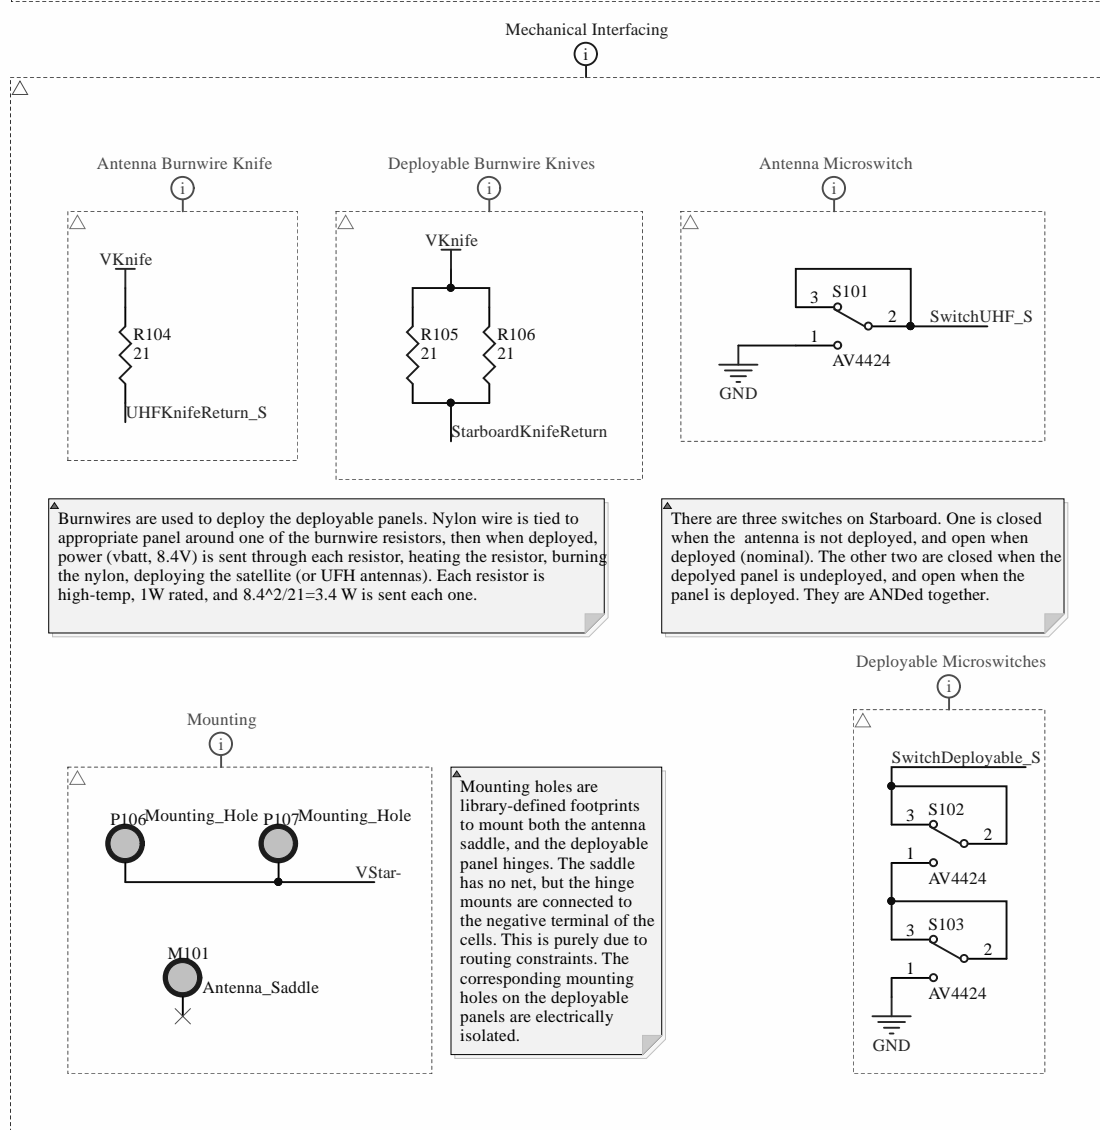 Mechanical Interfacing
i
Antenna Burnwire Knife
i
VKnife
R104
21
UHFKnifeReturn_S
Deployable Burnwire Knives
i
VKnife
R105
21
R106
21
StarboardKnifeReturn
Antenna Microswitch
i
S101
3
2
SwitchUHF_S
1
AV4424
GND
Burnwires are used to deploy the deployable panels. Nylon wire is tied to
appropriate panel around one of the burnwire resistors, then when deployed,
power (vbatt, 8.4V) is sent through each resistor, heating the resistor, burning
the nylon, deploying the satellite (or UFH antennas). Each resistor is
high-temp, 1W rated, and 8.4^2/21=3.4 W is sent each one.
There are three switches on Starboard. One is closed
when the  antenna is not deployed, and open when
deployed (nominal). The other two are closed when the
depolyed panel is undeployed, and open when the
panel is deployed. They are ANDed together.
Mounting
i
P106
Mounting_Hole
P107
Mounting_Hole
VStar-
M101
Antenna_Saddle
Mounting holes are
library-defined footprints
to mount both the antenna
saddle, and the deployable
panel hinges. The saddle
has no net, but the hinge
mounts are connected to
the negative terminal of the
cells. This is purely due to
routing constraints. The
corresponding mounting
holes on the deployable
panels are electrically
isolated.
Deployable Microswitches
i
SwitchDeployable_S
S102
3
2
1
AV4424
S103
3
2
1
AV4424
GND